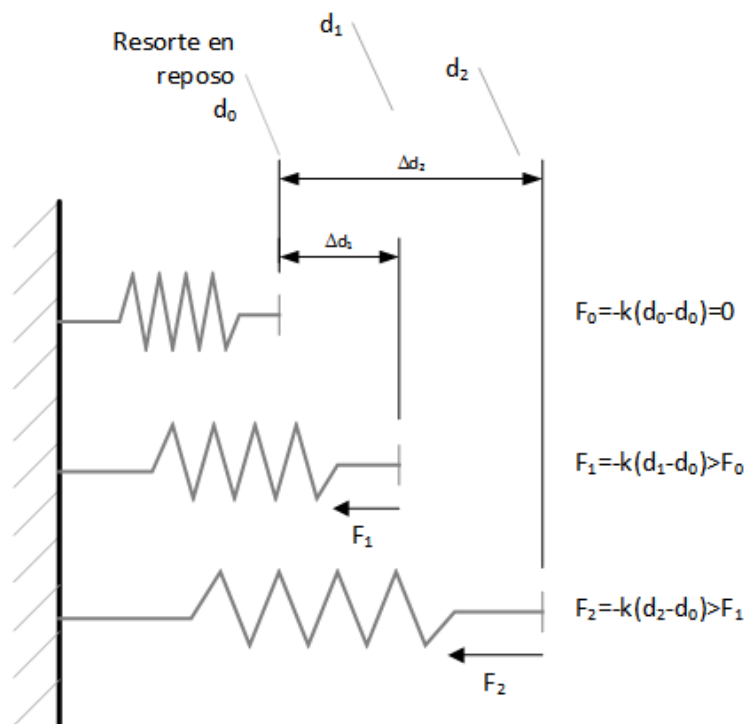 Resorte en
reposo
d₀
d₁
d₂
Δd₂
Δd₁
F₀=-k(d₀-d₀)=0
F₁=-k(d₁-d₀)>F₀
F₁
F₂=-k(d₂-d₀)>F₁
F₂